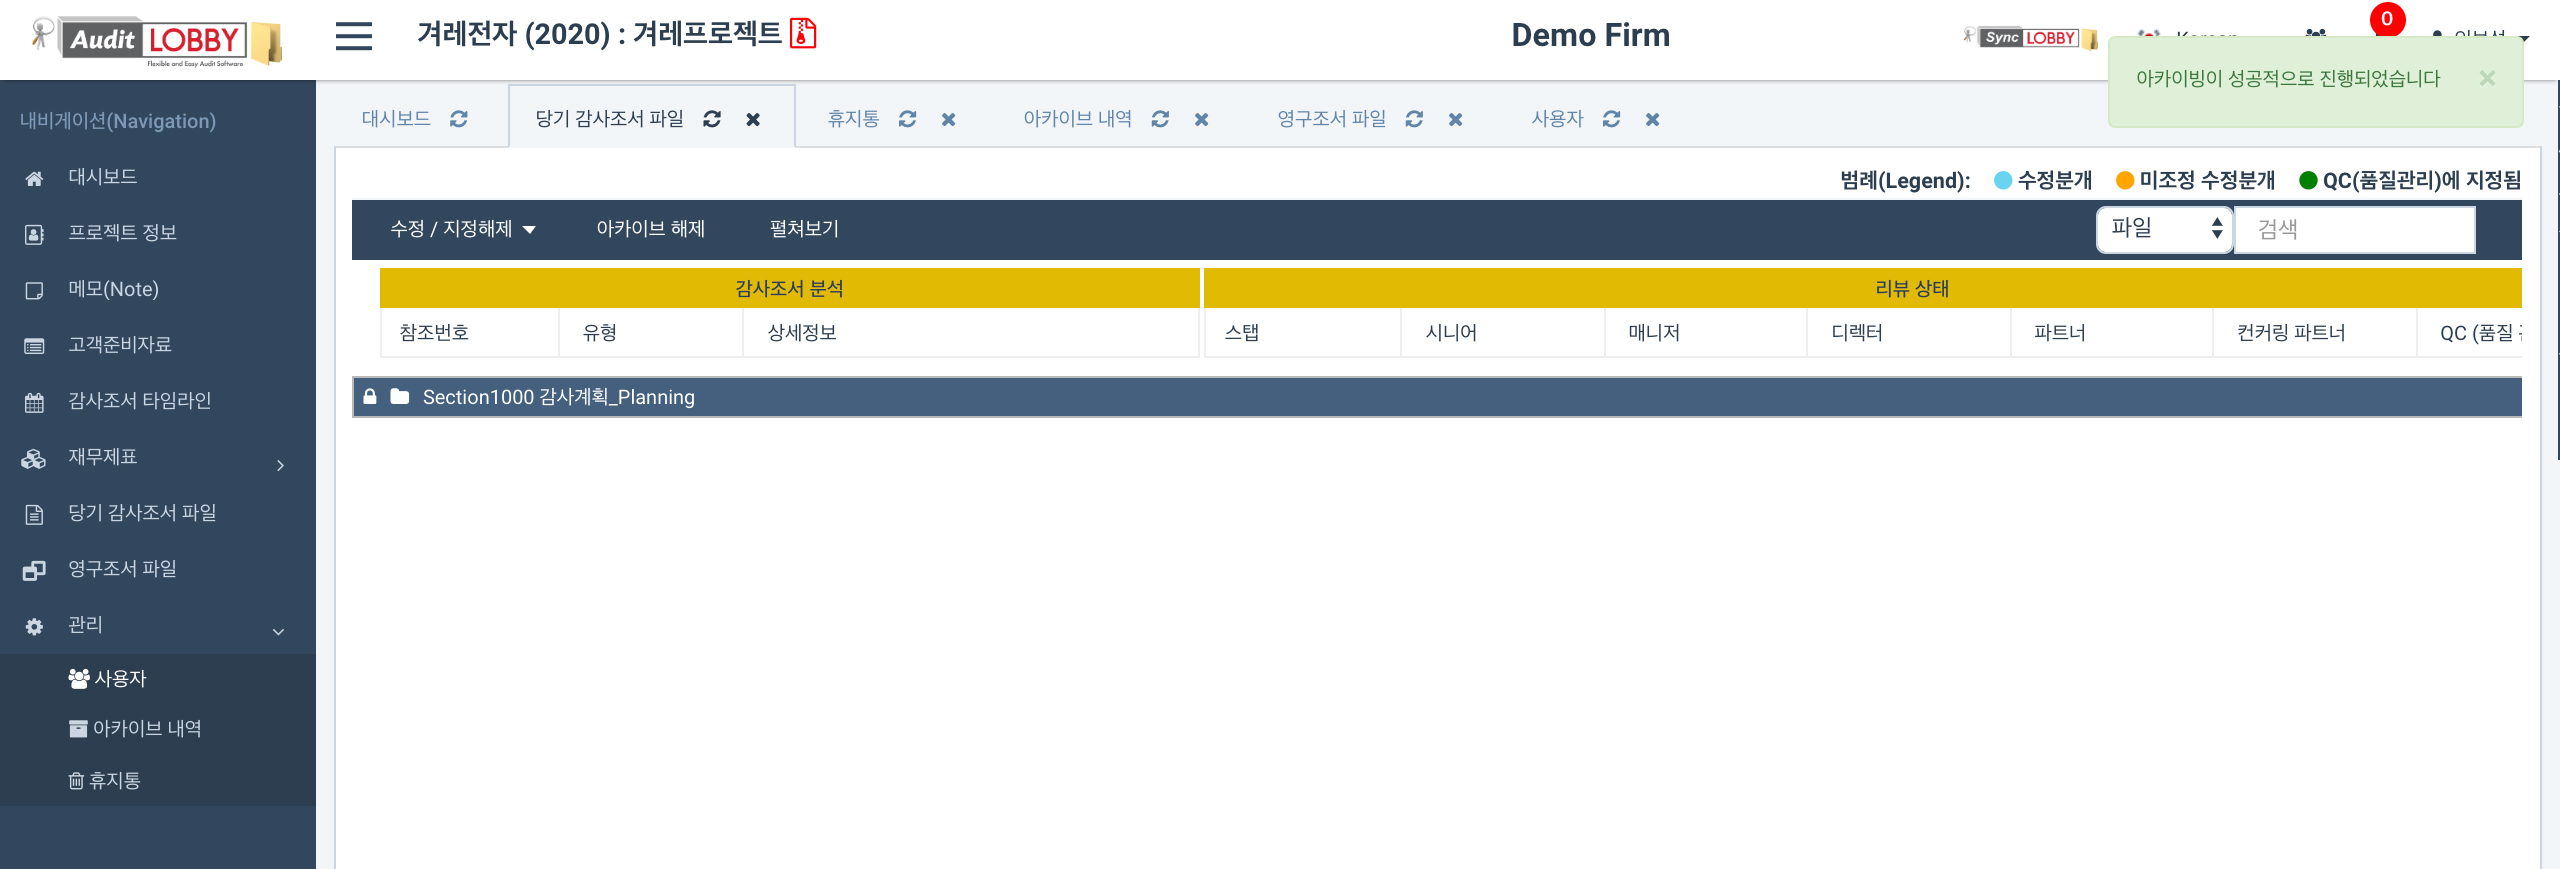 Audit LOBBY
Flexible and Easy Audit Software
겨레전자 (2020) : 겨레프로젝트
Demo Firm
Sync LOBBY
0
아카이빙이 성공적으로 진행되었습니다 ×
내비게이션(Navigation)
대시보드
프로젝트 정보
메모(Note)
고객준비자료
감사조서 타임라인
재무제표
당기 감사조서 파일
영구조서 파일
관리
사용자
아카이브 내역
휴지통
대시보드 당기 감사조서 파일 휴지통 아카이브 내역 영구조서 파일 사용자
범례(Legend): 수정분개 미조정 수정분개 QC(품질관리)에 지정됨
수정 / 지정해제 아카이브 해제 펼쳐보기 파일 검색
감사조서 분석 리뷰 상태
참조번호 유형 상세정보 스탭 시니어 매니저 디렉터 파트너 컨커링 파트너 QC (품질
Section1000 감사계획_Planning